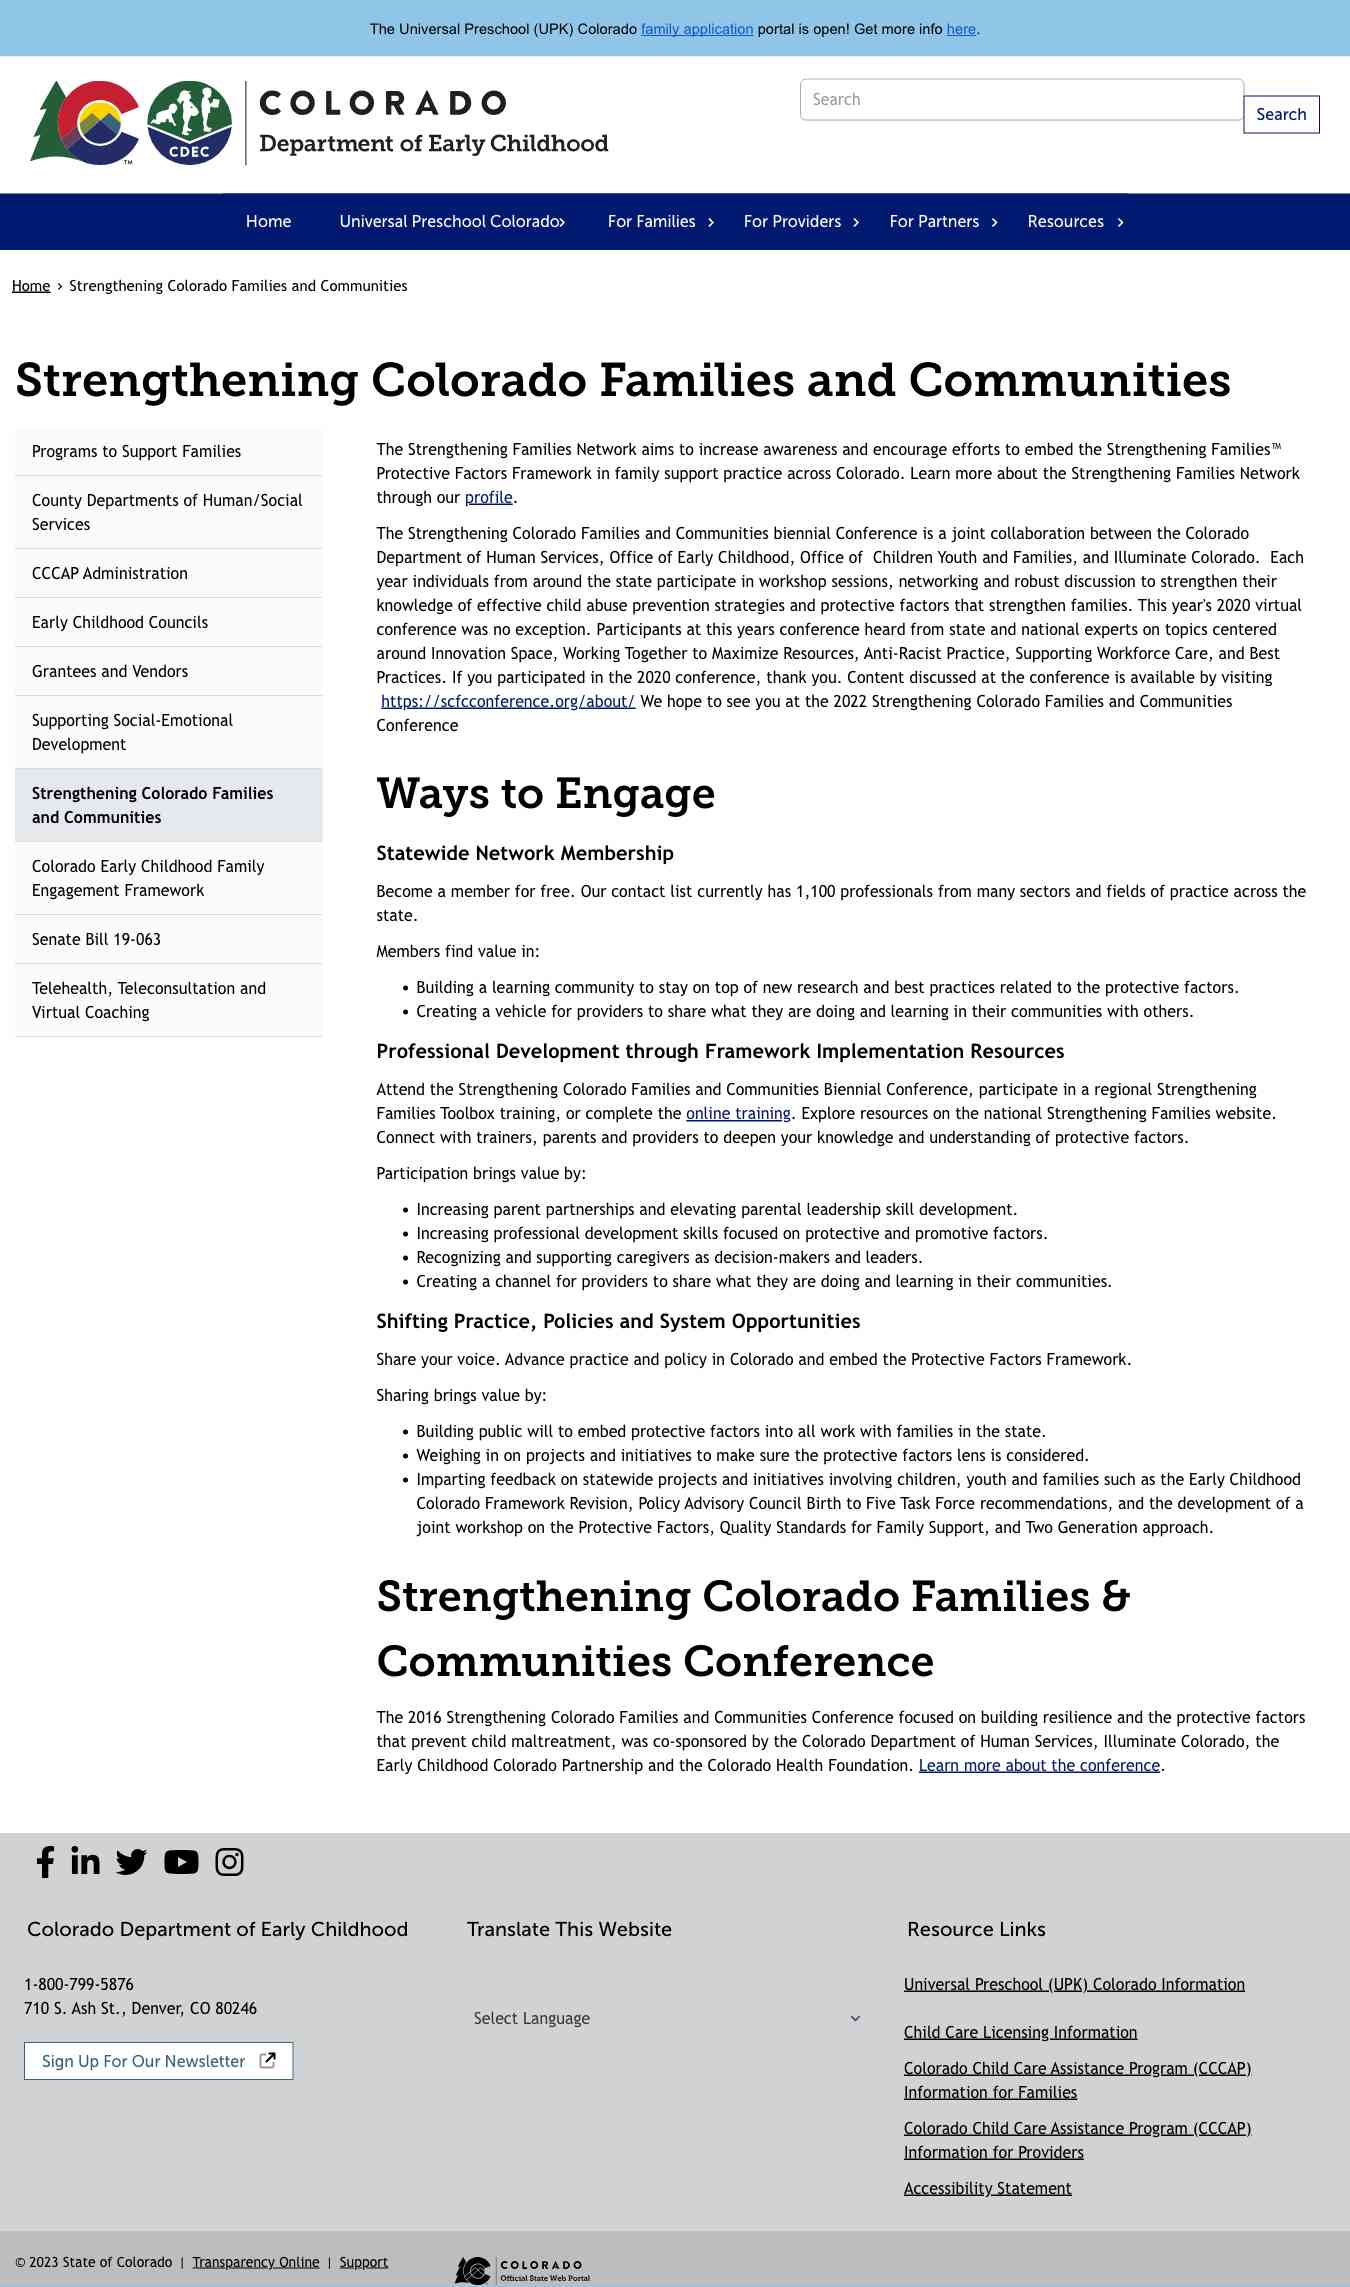 The Universal Preschool (UPK) Colorado family application portal is open! Get more info here.
TM
CDEC
COLORADO
Department of Early Childhood
Search
Search
Home
Universal Preschool Colorado
For Families
For Providers
For Partners
Resources
Home › Strengthening Colorado Families and Communities
Strengthening Colorado Families and Communities
Programs to Support Families
County Departments of Human/Social
Services
CCCAP Administration
Early Childhood Councils
Grantees and Vendors
Supporting Social-Emotional
Development
Strengthening Colorado Families
and Communities
Colorado Early Childhood Family
Engagement Framework
Senate Bill 19-063
Telehealth, Teleconsultation and
Virtual Coaching
The Strengthening Families Network aims to increase awareness and encourage efforts to embed the Strengthening Families™
Protective Factors Framework in family support practice across Colorado. Learn more about the Strengthening Families Network
through our profile.
The Strengthening Colorado Families and Communities biennial Conference is a joint collaboration between the Colorado
Department of Human Services, Office of Early Childhood, Office of  Children Youth and Families, and Illuminate Colorado.  Each
year individuals from around the state participate in workshop sessions, networking and robust discussion to strengthen their
knowledge of effective child abuse prevention strategies and protective factors that strengthen families. This year's 2020 virtual
conference was no exception. Participants at this years conference heard from state and national experts on topics centered
around Innovation Space, Working Together to Maximize Resources, Anti-Racist Practice, Supporting Workforce Care, and Best
Practices. If you participated in the 2020 conference, thank you. Content discussed at the conference is available by visiting
https://scfcconference.org/about/ We hope to see you at the 2022 Strengthening Colorado Families and Communities
Conference
Ways to Engage
Statewide Network Membership
Become a member for free. Our contact list currently has 1,100 professionals from many sectors and fields of practice across the
state.
Members find value in:
• Building a learning community to stay on top of new research and best practices related to the protective factors.
• Creating a vehicle for providers to share what they are doing and learning in their communities with others.
Professional Development through Framework Implementation Resources
Attend the Strengthening Colorado Families and Communities Biennial Conference, participate in a regional Strengthening
Families Toolbox training, or complete the online training. Explore resources on the national Strengthening Families website.
Connect with trainers, parents and providers to deepen your knowledge and understanding of protective factors.
Participation brings value by:
• Increasing parent partnerships and elevating parental leadership skill development.
• Increasing professional development skills focused on protective and promotive factors.
• Recognizing and supporting caregivers as decision-makers and leaders.
• Creating a channel for providers to share what they are doing and learning in their communities.
Shifting Practice, Policies and System Opportunities
Share your voice. Advance practice and policy in Colorado and embed the Protective Factors Framework.
Sharing brings value by:
• Building public will to embed protective factors into all work with families in the state.
• Weighing in on projects and initiatives to make sure the protective factors lens is considered.
• Imparting feedback on statewide projects and initiatives involving children, youth and families such as the Early Childhood
Colorado Framework Revision, Policy Advisory Council Birth to Five Task Force recommendations, and the development of a
joint workshop on the Protective Factors, Quality Standards for Family Support, and Two Generation approach.
Strengthening Colorado Families &
Communities Conference
The 2016 Strengthening Colorado Families and Communities Conference focused on building resilience and the protective factors
that prevent child maltreatment, was co-sponsored by the Colorado Department of Human Services, Illuminate Colorado, the
Early Childhood Colorado Partnership and the Colorado Health Foundation. Learn more about the conference.
Colorado Department of Early Childhood
1-800-799-5876
710 S. Ash St., Denver, CO 80246
Sign Up For Our Newsletter
Translate This Website
Select Language
Resource Links
Universal Preschool (UPK) Colorado Information
Child Care Licensing Information
Colorado Child Care Assistance Program (CCCAP)
Information for Families
Colorado Child Care Assistance Program (CCCAP)
Information for Providers
Accessibility Statement
© 2023 State of Colorado | Transparency Online | Support
COLORADO
Official State Web Portal